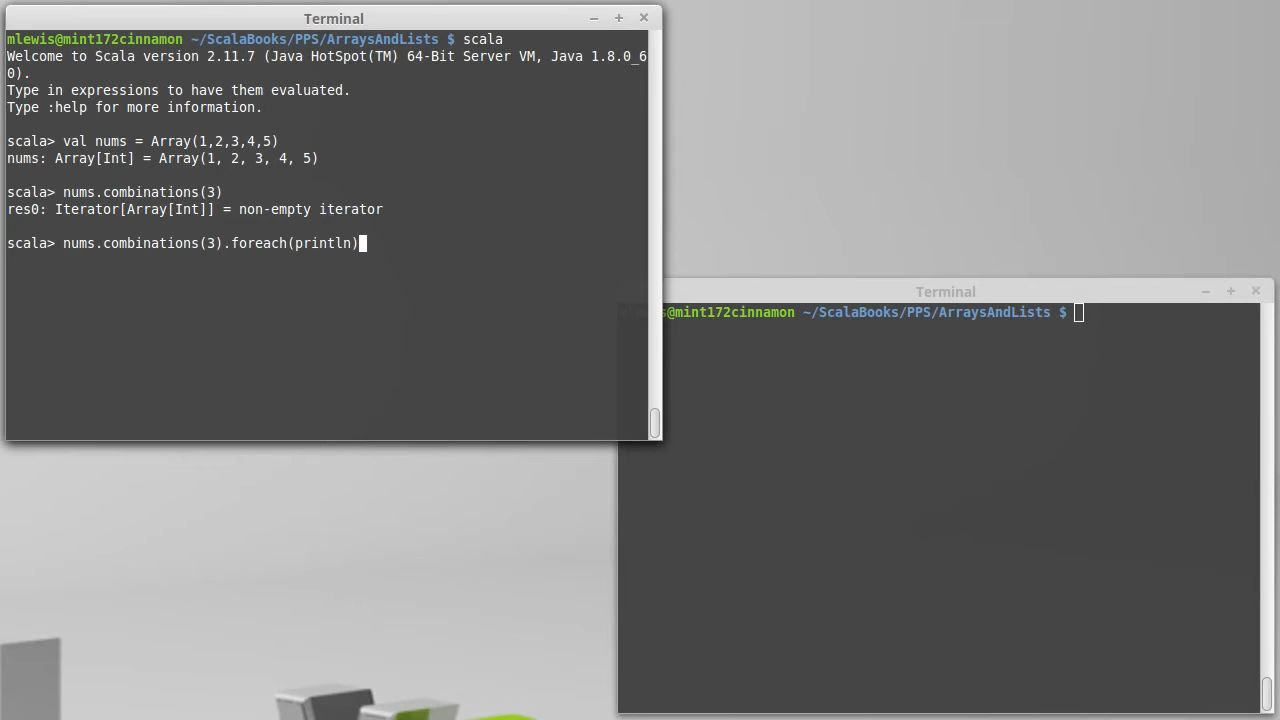 Terminal
mlewis@mint172cinnamon ~/ScalaBooks/PPS/ArraysAndLists $ scala
Welcome to Scala version 2.11.7 (Java HotSpot(TM) 64-Bit Server VM, Java 1.8.0_6
0).
Type in expressions to have them evaluated.
Type :help for more information.
scala> val nums = Array(1,2,3,4,5)
nums: Array[Int] = Array(1, 2, 3, 4, 5)
scala> nums.combinations(3)
res0: Iterator[Array[Int]] = non-empty iterator
scala> nums.combinations(3).foreach(println)
Terminal
mlewis@mint172cinnamon ~/ScalaBooks/PPS/ArraysAndLists $